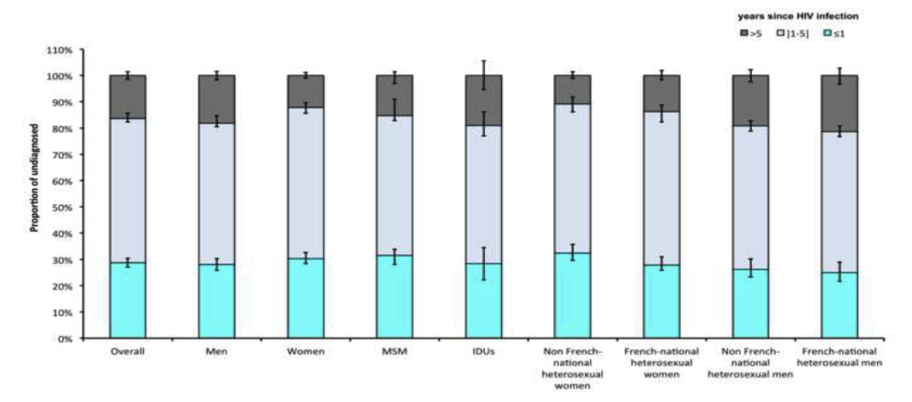 years since HIV infection
>5 ]1-5] ≤1
Proportion of undiagnosed
110%
100%
90%
80%
70%
60%
50%
40%
30%
20%
10%
0%
Overall
Men
Women
MSM
IDUs
Non French-
national
heterosexual
women
French-national
heterosexual
women
Non French-
national
heterosexual men
French-national
heterosexual men